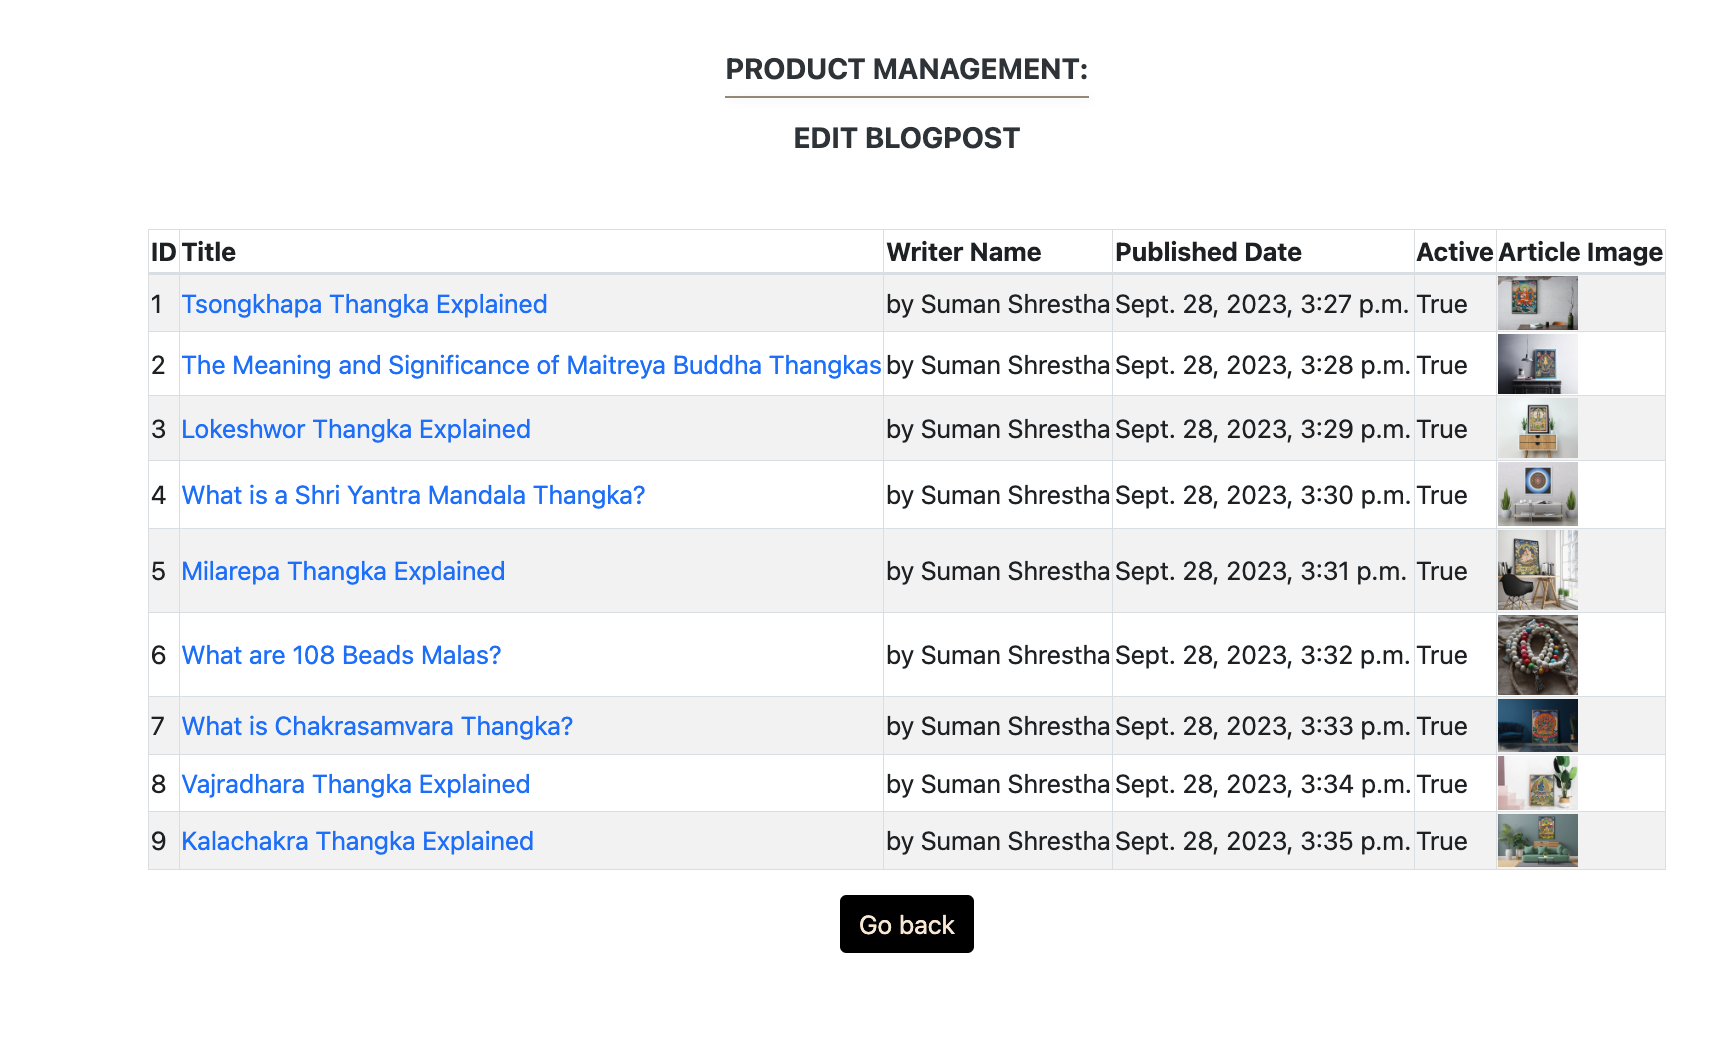 PRODUCT MANAGEMENT:
EDIT BLOGPOST
ID Title Writer Name Published Date Active Article Image
1 Tsongkhapa Thangka Explained by Suman Shrestha Sept. 28, 2023, 3:27 p.m. True
2 The Meaning and Significance of Maitreya Buddha Thangkas by Suman Shrestha Sept. 28, 2023, 3:28 p.m. True
3 Lokeshwor Thangka Explained by Suman Shrestha Sept. 28, 2023, 3:29 p.m. True
4 What is a Shri Yantra Mandala Thangka? by Suman Shrestha Sept. 28, 2023, 3:30 p.m. True
5 Milarepa Thangka Explained by Suman Shrestha Sept. 28, 2023, 3:31 p.m. True
6 What are 108 Beads Malas? by Suman Shrestha Sept. 28, 2023, 3:32 p.m. True
7 What is Chakrasamvara Thangka? by Suman Shrestha Sept. 28, 2023, 3:33 p.m. True
8 Vajradhara Thangka Explained by Suman Shrestha Sept. 28, 2023, 3:34 p.m. True
9 Kalachakra Thangka Explained by Suman Shrestha Sept. 28, 2023, 3:35 p.m. True
Go back